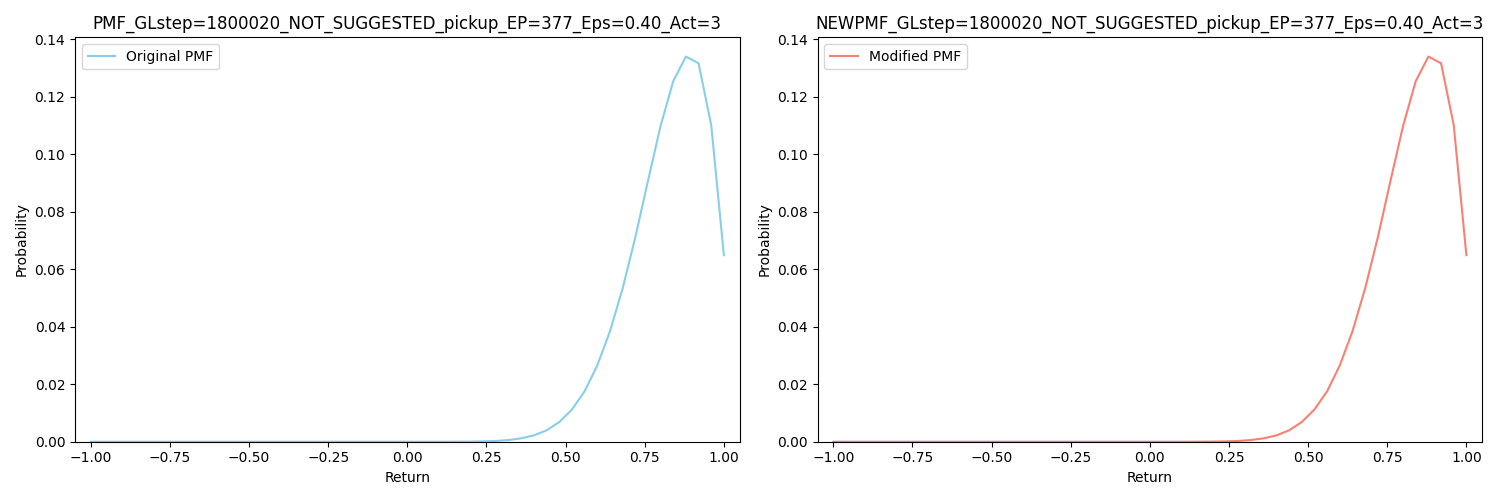 PMF_GLstep=1800020_NOT_SUGGESTED_pickup_EP=377_Eps=0.40_Act=3
Original PMF
0.14
0.12
0.10
0.08
0.06
0.04
0.02
0.00
Probability
−1.00 −0.75 −0.50 −0.25 0.00 0.25 0.50 0.75 1.00
Return
NEWPMF_GLstep=1800020_NOT_SUGGESTED_pickup_EP=377_Eps=0.40_Act=3
Modified PMF
0.14
0.12
0.10
0.08
0.06
0.04
0.02
0.00
Probability
−1.00 −0.75 −0.50 −0.25 0.00 0.25 0.50 0.75 1.00
Return